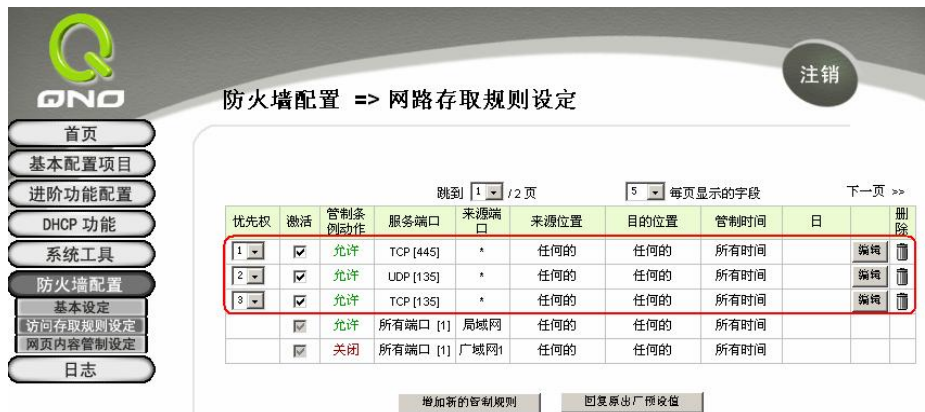 QNO
注销
防火墙配置 => 网路存取规则设定
首页
基本配置项目
进阶功能配置
DHCP 功能
系统工具
防火墙配置
基本设定
访问存取规则设定
网页内容管制设定
日志
跳到 1 / 2 页 5 每页显示的字段 下一页 >>
优先权 激活 管制条例动作 服务端口 来源端口 来源位置 目的位置 管制时间 日 删除
1 允许 TCP [445] * 任何的 任何的 所有时间 编辑
2 允许 UDP [135] * 任何的 任何的 所有时间 编辑
3 允许 TCP [135] * 任何的 任何的 所有时间 编辑
允许 所有端口 [1] 局域网 任何的 任何的 所有时间
关闭 所有端口 [1] 广域网1 任何的 任何的 所有时间
增加新的管制规则 回复原出厂预设值